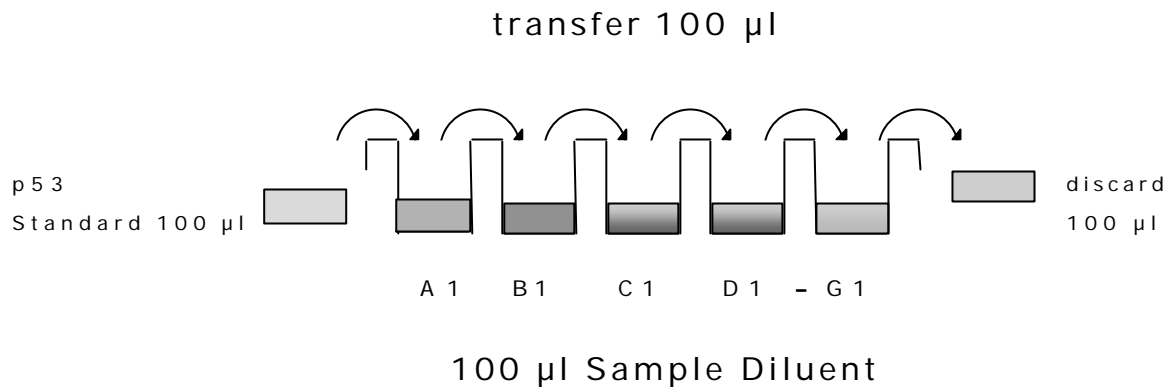 transfer 100 µl
p53
Standard 100 µl
discard
100 µl
A1 B1 C1 D1 - G1
100 µl Sample Diluent